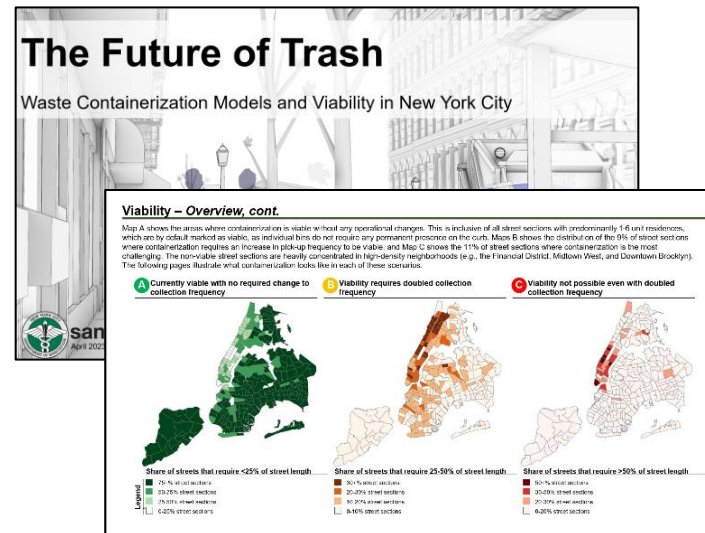 The Future of Trash
Waste Containerization Models and Viability in New York City
san
April 2023
Viability – Overview, cont.
Map A shows the areas where containerization is viable without any operational changes. This is inclusive of all street sections with predominantly 1-6 unit residences,
which are by default marked as viable, as individual bins do not require any permanent presence on the curb. Maps B shows the distribution of the 9% of street sections
where containerization requires an increase in pick-up frequency to be viable, and Map C shows the 11% of street sections where containerization is the most
challenging. The non-viable street sections are heavily concentrated in high-density neighborhoods (e.g., the Financial District, Midtown West, and Downtown Brooklyn).
The following pages illustrate what containerization looks like in each of these scenarios.
A Currently viable with no required change to
collection frequency
B Viability requires doubled collection
frequency
C Viability not possible even with doubled
collection frequency
Share of streets that require <25% of street length
Share of streets that require 25-50% of street length
Share of streets that require >50% of street length
Legend
75+% street sections
50-75% street sections
25-50% street sections
0-25% street sections
30+% street sections
20-30% street sections
10-20% street sections
0-10% street sections
50+% street sections
30-50% street sections
20-30% street sections
0-20% street sections